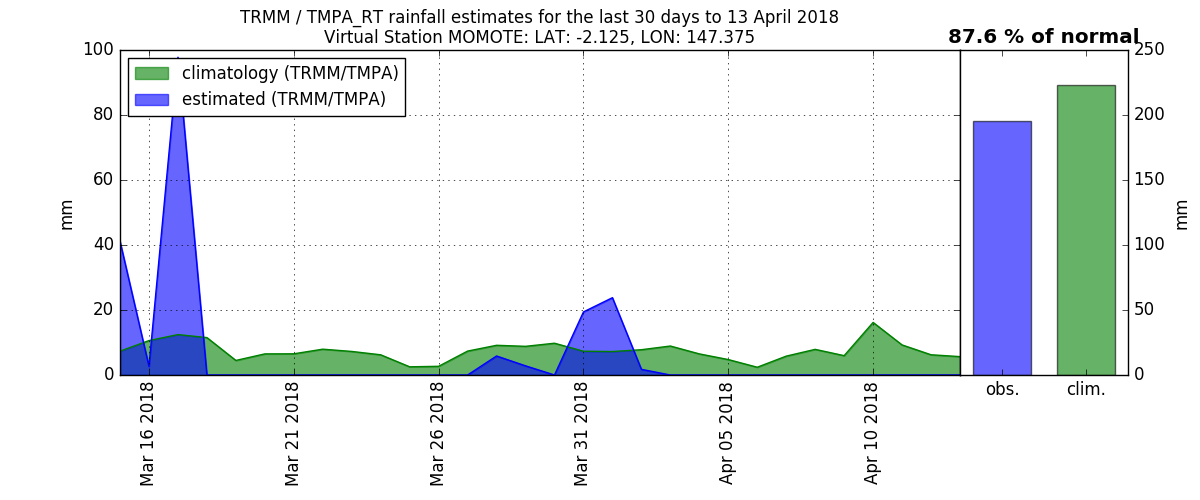 TRMM / TMPA_RT rainfall estimates for the last 30 days to 13 April 2018
Virtual Station MOMOTE: LAT: -2.125, LON: 147.375
87.6 % of normal
climatology (TRMM/TMPA)
estimated (TRMM/TMPA)
100
80
60
40
20
0
mm
Mar 16 2018
Mar 21 2018
Mar 26 2018
Mar 31 2018
Apr 05 2018
Apr 10 2018
obs.
clim.
250
200
150
100
50
0
mm